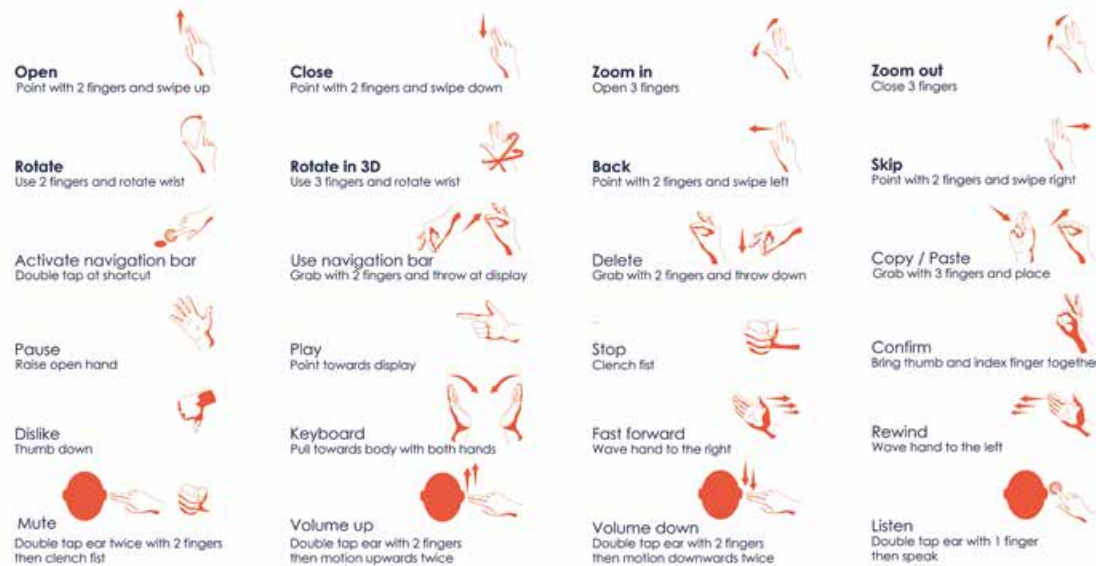 Open
Point with 2 fingers and swipe up
Close
Point with 2 fingers and swipe down
Zoom in
Open 3 fingers
Zoom out
Close 3 fingers
Rotate
Use 2 fingers and rotate wrist
Rotate in 3D
Use 3 fingers and rotate wrist
Back
Point with 2 fingers and swipe left
Skip
Point with 2 fingers and swipe right
Activate navigation bar
Double tap at shortcut
Use navigation bar
Grab with 2 fingers and throw at display
Delete
Grab with 2 fingers and throw down
Copy / Paste
Grab with 3 fingers and place
Pause
Raise open hand
Play
Point towards display
Stop
Clench fist
Confirm
Bring thumb and index finger together
Dislike
Thumb down
Keyboard
Pull towards body with both hands
Fast forward
Wave hand to the right
Rewind
Wave hand to the left
Mute
Double tap ear twice with 2 fingers
then clench fist
Volume up
Double tap ear with 2 fingers
then motion upwards twice
Volume down
Double tap ear with 2 fingers
then motion downwards twice
Listen
Double tap ear with 1 finger
then speak